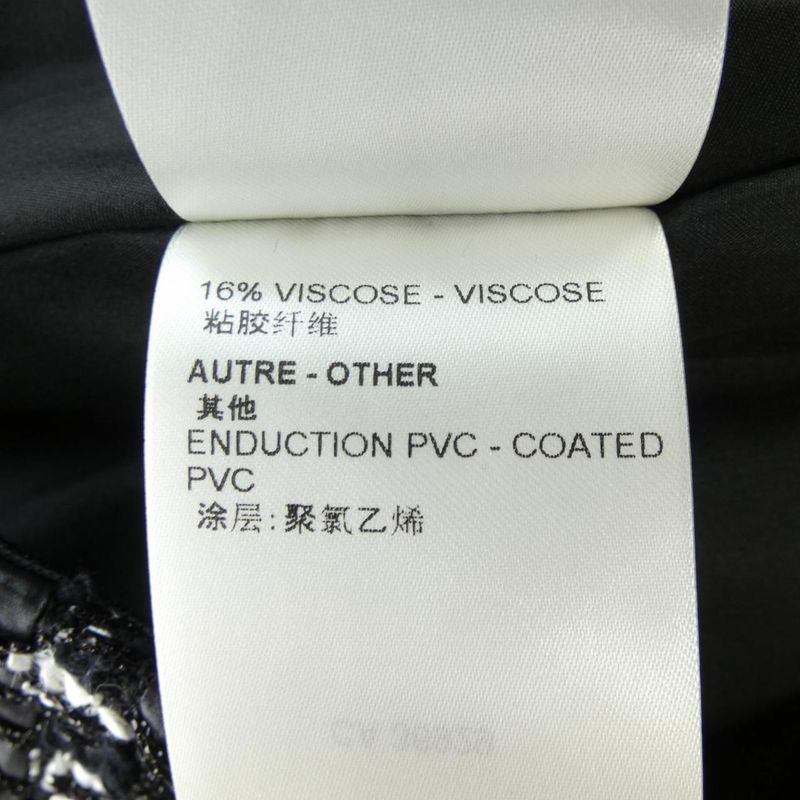 16% VISCOSE - VISCOSE
粘胶纤维
AUTRE - OTHER
其他
ENDUCTION PVC - COATED
PVC
涂层: 聚氯乙烯